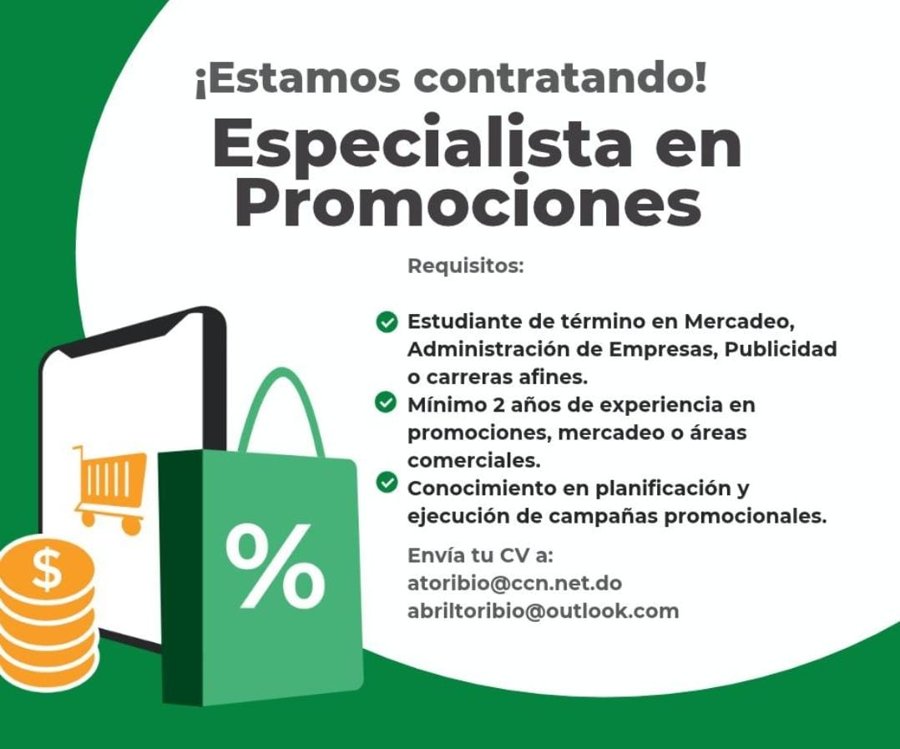 ¡Estamos contratando!
Especialista en
Promociones
Requisitos:
Estudiante de término en Mercadeo,
Administración de Empresas, Publicidad
o carreras afines.
Mínimo 2 años de experiencia en
promociones, mercadeo o áreas
comerciales.
Conocimiento en planificación y
ejecución de campañas promocionales.
Envía tu CV a:
atoribio@ccn.net.do
abriltoribio@outlook.com
%
$